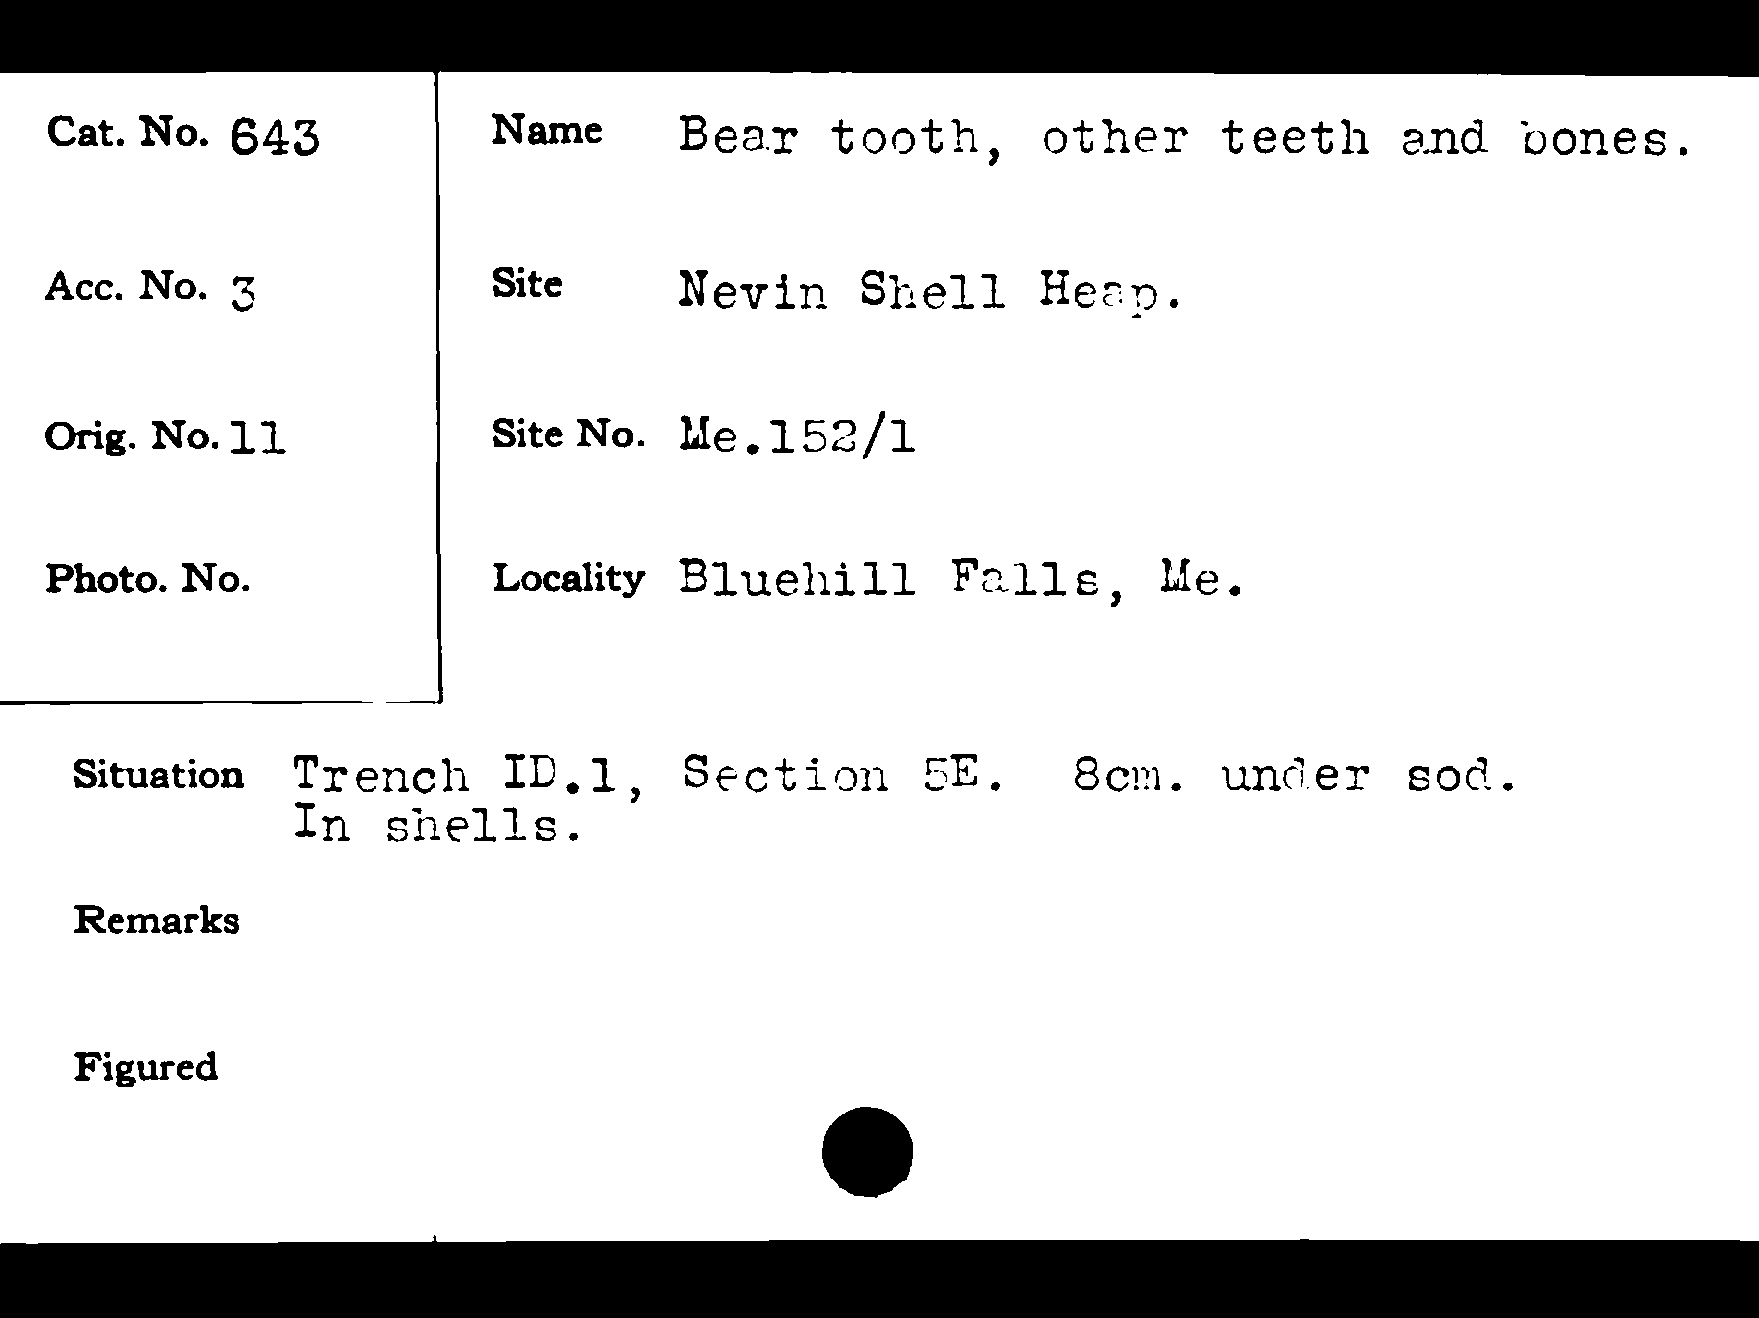 Cat. No. 643
Name Bear tooth, other teeth and bones.
Acc. No. 3
Site Nevin Shell Heap.
Orig. No. 11
Site No. Me.152/1
Photo. No.
Locality Bluehill Falls, Me.
Situation Trench ID.1, Section 5E. 8cm. under sod.
In shells.
Remarks
Figured